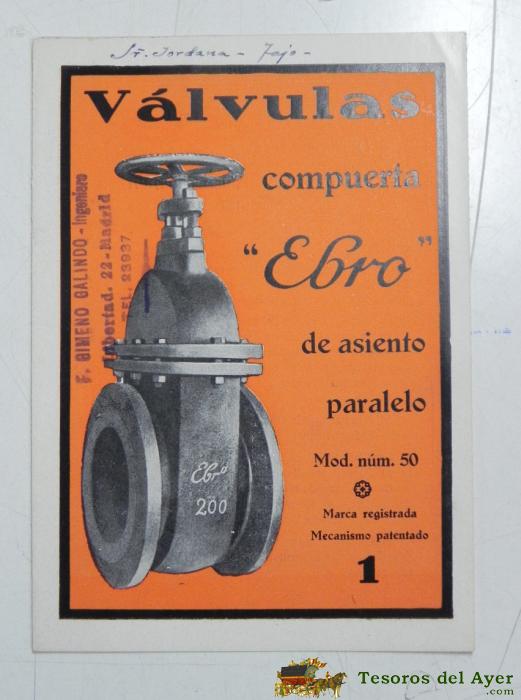 Sr. Jordana -
Válvulas
compuerta
"Ebro"
de asiento
paralelo
Mod. núm. 50
Marca registrada
Mecanismo patentado
1
F. GIMENO GALINDO - Ingeniero
Libertad, 22 - Madrid
TEL. 23937
Ebro
200
Tesoros del Ayer
.com